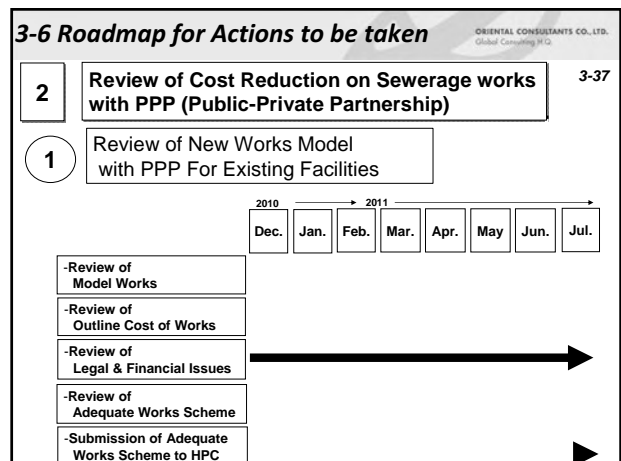 3-6 Roadmap for Actions to be taken
ORIENTAL CONSULTANTS CO., LTD.
Global Consulting H.Q.
3-37
2
Review of Cost Reduction on Sewerage works
with PPP (Public-Private Partnership)
1
Review of New Works Model
with PPP For Existing Facilities
2010 2011
Dec. Jan. Feb. Mar. Apr. May Jun. Jul.
-Review of
Model Works
-Review of
Outline Cost of Works
-Review of
Legal & Financial Issues
-Review of
Adequate Works Scheme
-Submission of Adequate
Works Scheme to HPC